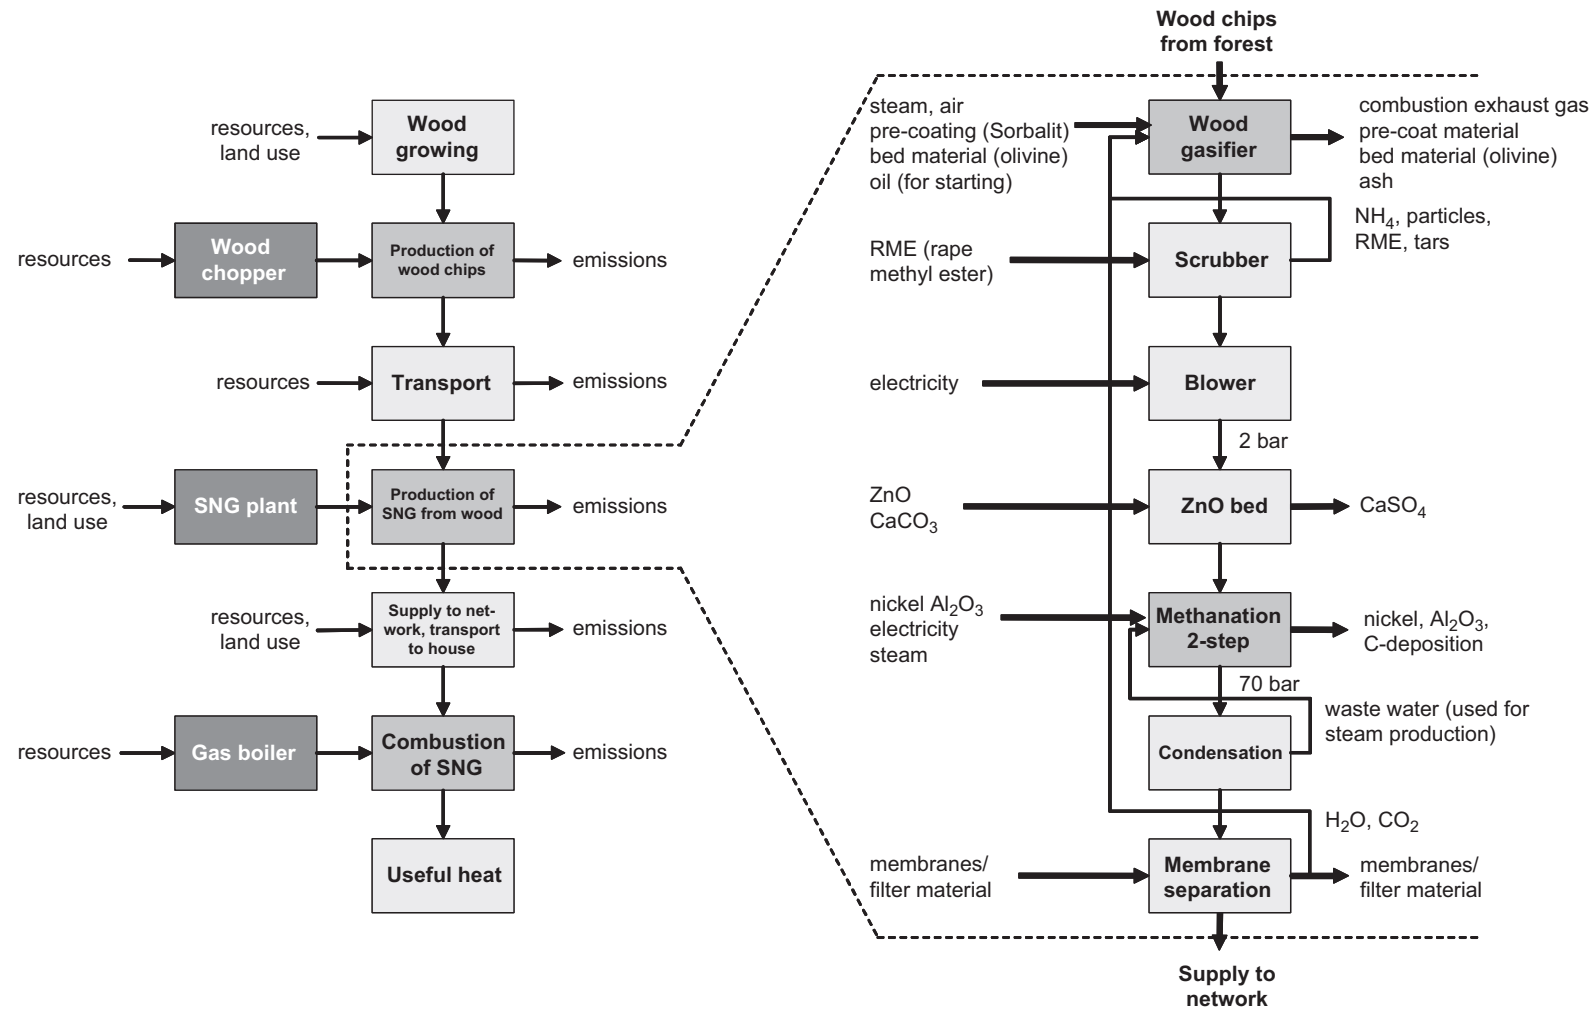 resources,
land use
Wood
growing
resources
Wood
chopper
Production of
wood chips
emissions
resources
Transport
emissions
resources,
land use
SNG plant
Production of
SNG from wood
emissions
resources,
land use
Supply to net-
work, transport
to house
emissions
resources
Gas boiler
Combustion
of SNG
emissions
Useful heat
Wood chips
from forest
steam, air
pre-coating (Sorbalit)
bed material (olivine)
oil (for starting)
Wood
gasifier
combustion exhaust gas
pre-coat material
bed material (olivine)
ash
NH4, particles,
RME, tars
RME (rape
methyl ester)
Scrubber
electricity
Blower
2 bar
ZnO
CaCO3
ZnO bed
CaSO4
nickel Al2O3
electricity
steam
Methanation
2-step
nickel, Al2O3,
C-deposition
70 bar
waste water (used for
steam production)
Condensation
H2O, CO2
membranes/
filter material
Membrane
separation
membranes/
filter material
Supply to
network